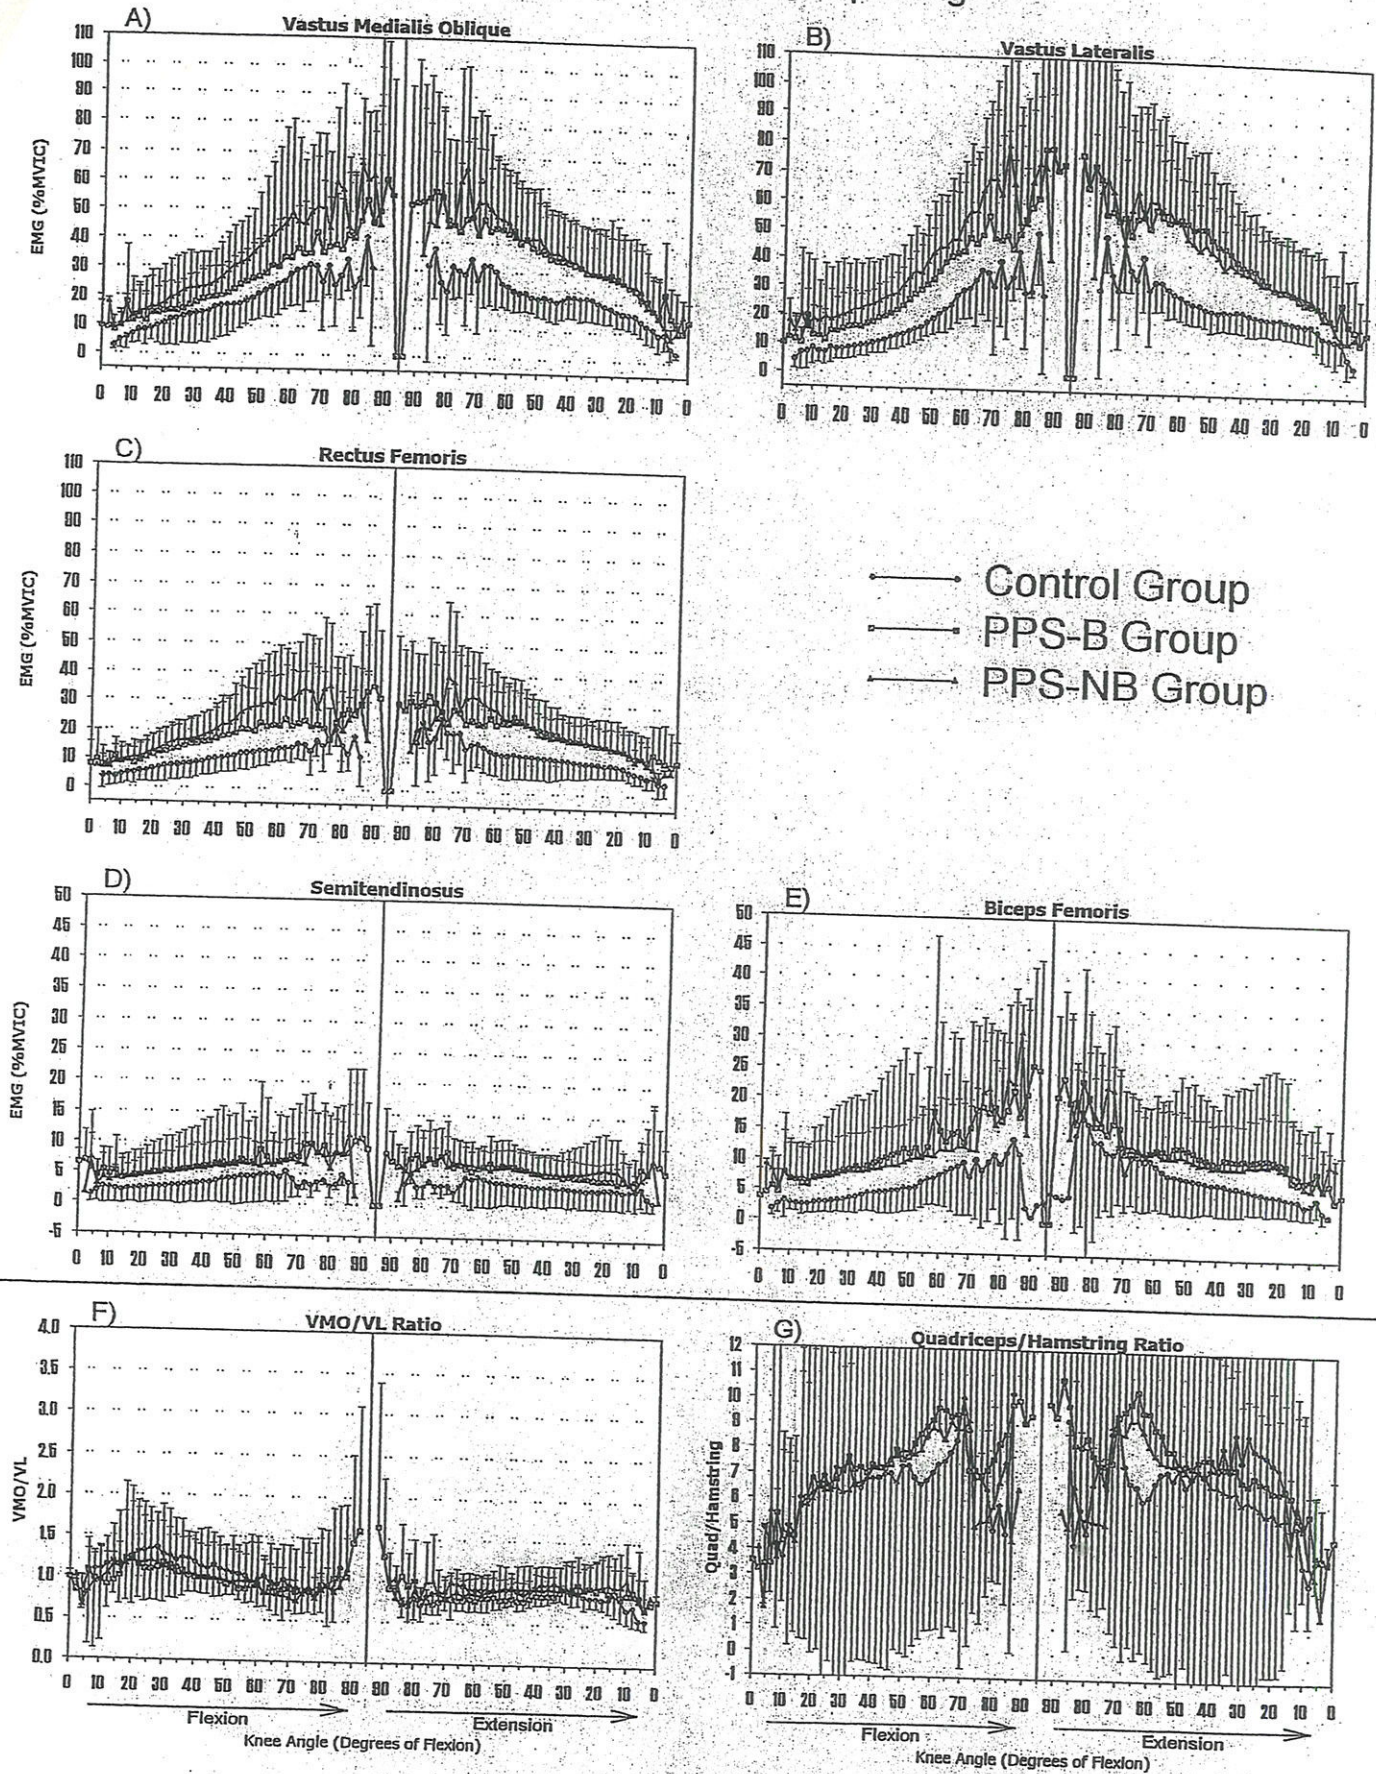 A)
Vastus Medialis Oblique
EMG (%MVIC)
110
100
90
80
70
60
50
40
30
20
10
0
0 10 20 30 40 50 60 70 80 90 90 80 70 60 50 40 30 20 10 0
B)
Vastus Lateralis
110
100
90
80
70
60
50
40
30
20
10
0
0 10 20 30 40 50 60 70 80 90 90 80 70 60 50 40 30 20 10 0
C)
Rectus Femoris
EMG (%MVIC)
110
100
90
80
70
60
50
40
30
20
10
0
0 10 20 30 40 50 60 70 80 90 90 80 70 60 50 40 30 20 10 0
Control Group
PPS-B Group
PPS-NB Group
D)
Semitendinosus
EMG (%MVIC)
50
45
40
35
30
25
20
15
10
5
0
-5
0 10 20 30 40 50 60 70 80 90 90 80 70 60 50 40 30 20 10 0
E)
Biceps Femoris
50
45
40
35
30
25
20
15
10
5
0
-5
0 10 20 30 40 50 60 70 80 90 90 80 70 60 50 40 30 20 10 0
F)
VMO/VL Ratio
VMO/VL
4.0
3.5
3.0
2.5
2.0
1.5
1.0
0.5
0.0
0 10 20 30 40 50 60 70 80 90 90 80 70 60 50 40 30 20 10 0
Flexion
Extension
Knee Angle (Degrees of Flexion)
G)
Quadriceps/Hamstring Ratio
Quad/Hamstring
12
11
10
9
8
7
6
5
4
3
2
1
0
-1
0 10 20 30 40 50 60 70 80 90 90 80 70 60 50 40 30 20 10 0
Flexion
Extension
Knee Angle (Degrees of Flexion)